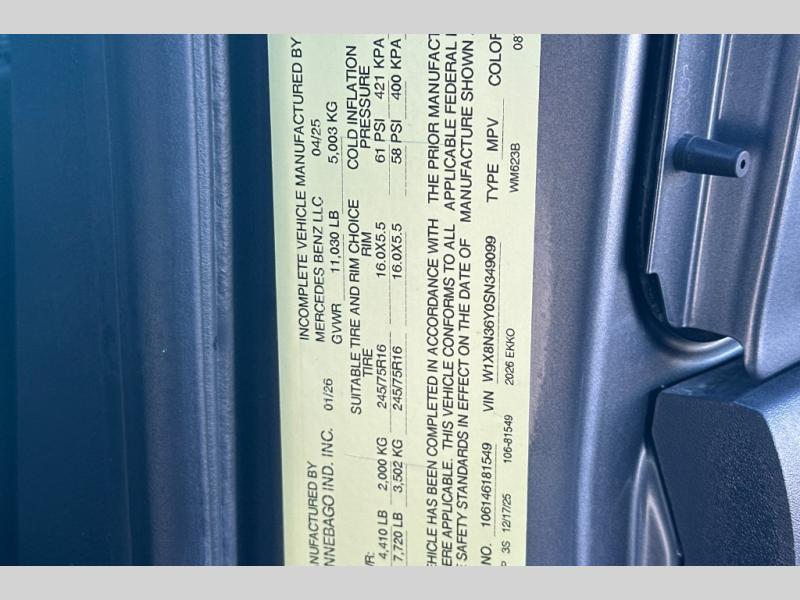 NUFACTURED BY INCOMPLETE VEHICLE MANUFACTURED BY
NNEBAGO IND. INC. 01/26 MERCEDES BENZ LLC 04/25
GVWR 11,030 LB 5,003 KG
SUITABLE TIRE AND RIM CHOICE COLD INFLATION
TIRE RIM PRESSURE
4,410 LB 2,000 KG 245/75R16 16.0X5.5 61 PSI 421 KPA
7,720 LB 3,502 KG 245/75R16 16.0X5.5 58 PSI 400 KPA
HICLE HAS BEEN COMPLETED IN ACCORDANCE WITH THE PRIOR MANUFACT
ERE APPLICABLE. THIS VEHICLE CONFORMS TO ALL APPLICABLE FEDERAL
SAFETY STANDARDS IN EFFECT ON THE DATE OF MANUFACTURE SHOWN
NO. 106146181549 VIN W1X8N36Y0SN349099 TYPE MPV COLOR
3S 12/17/25 106-81549 2026 EKKO WM623B